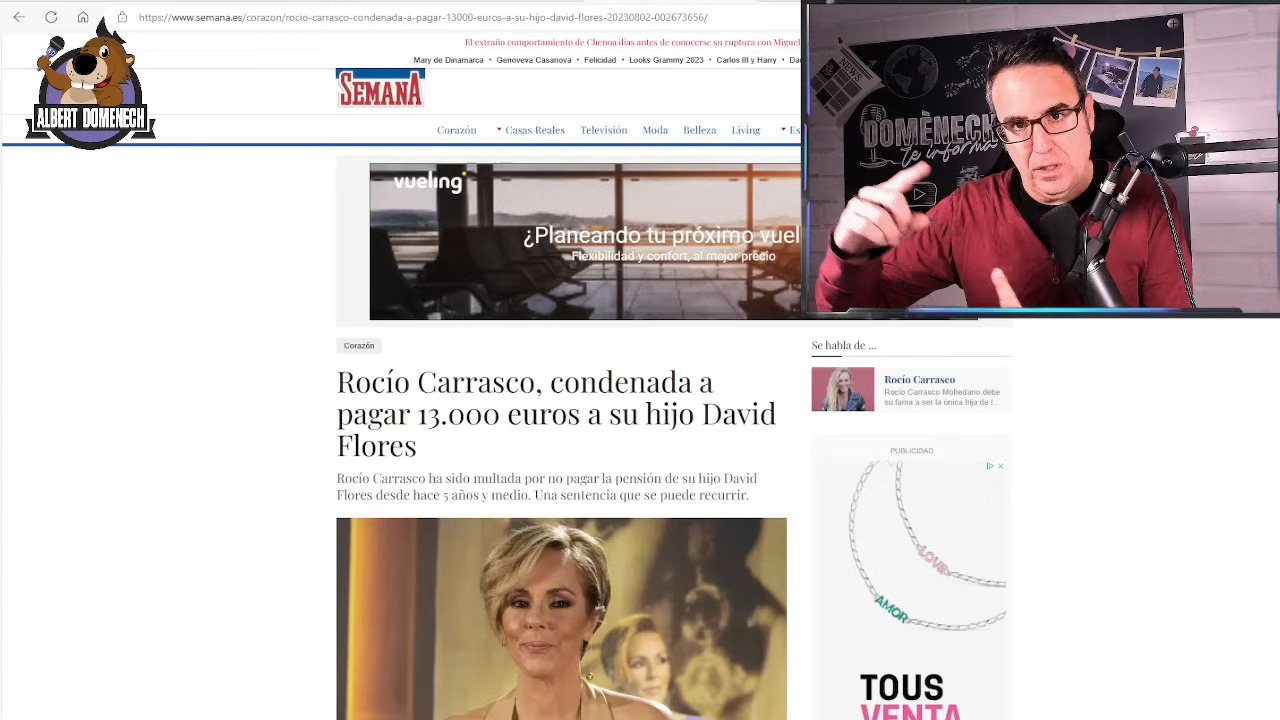 https://www.semana.es/corazon/rocio-carrasco-condenada-a-pagar-13000-euros-a-su-hijo-david-flores-20230802-002673656/
El extraño comportamiento de Chenoa días antes de conocerse su ruptura con Miguel
Mary de Dinamarca • Genoveva Casanova • Felicidad • Looks Grammy 2023 • Carlos III y Harry •
ALBERT DOMENECH
SEMANA
Corazón Casas Reales Televisión Moda Belleza Living
NEWS
DOMÈNECH
te informa
vueling
¿Planeando tu próximo vuel
Flexibilidad y confort, al mejor precio
Corazón
Rocío Carrasco, condenada a
pagar 13.000 euros a su hijo David
Flores
Rocío Carrasco ha sido multada por no pagar la pensión de su hijo David
Flores desde hace 5 años y medio. Una sentencia que se puede recurrir.
Se habla de ...
Rocío Carrasco
Rocío Carrasco Mohedano debe
su fama a ser la única hija de l...
PUBLICIDAD
LOVE
AMOR
TOUS
VENTA